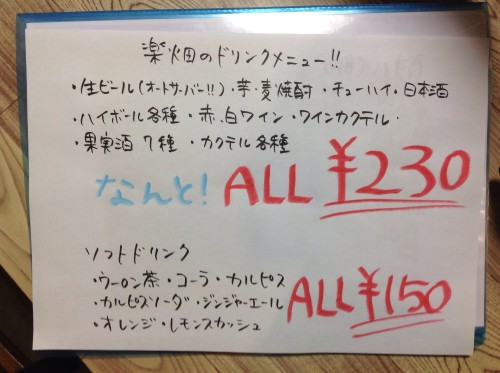 楽畑のドリンクメニュー!!
・生ビール(オートサーバー!!)・芋・麦焼酎・チューハイ・日本酒
・ハイボール各種・赤、白ワイン・ワインカクテル・
・果実酒 7種・カクテル各種
なんと! ALL ¥230
ソフトドリンク
・ウーロン茶・コーラ・カルピス
・カルピスソーダ・ジンジャーエール
ALL ¥150
・オレンジ・レモンスカッシュ